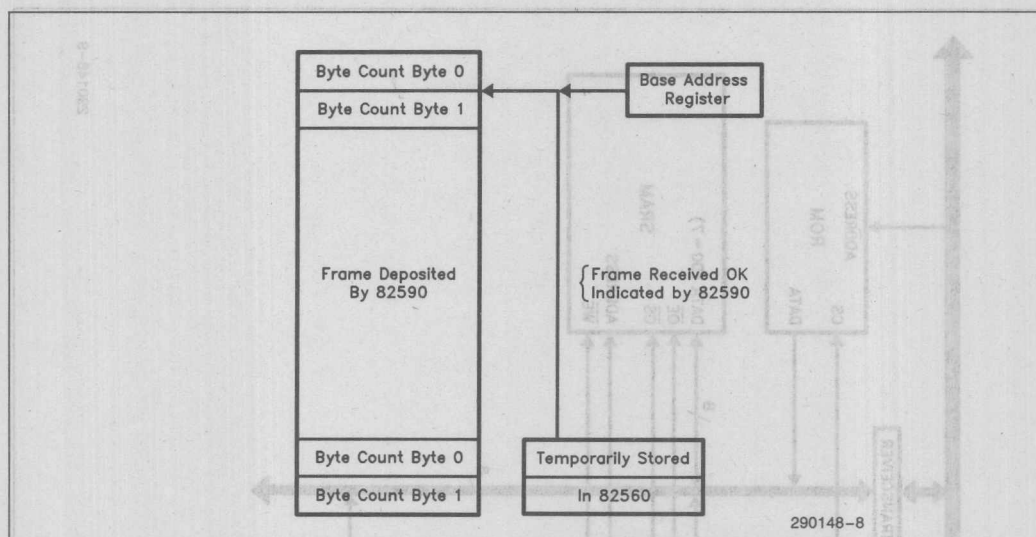 Byte Count Byte 0
Byte Count Byte 1
Base Address
Register
Frame Deposited
By 82590
{Frame Received OK
Indicated by 82590
Byte Count Byte 0
Byte Count Byte 1
Temporarily Stored
In 82560
290148-8